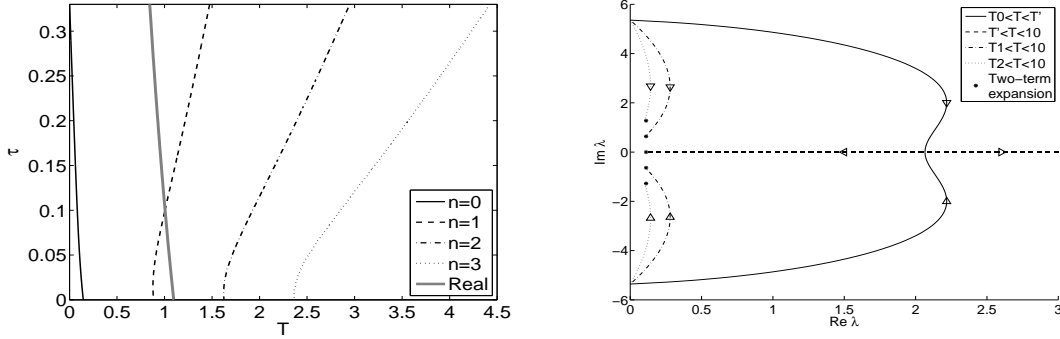 0.3
0.25
0.2
0.15
0.1
0.05
0
τ
0 0.5 1 1.5 2 2.5 3 3.5 4 4.5
T
n=0
n=1
n=2
n=3
Real
6
4
2
0
−2
−4
−6
Im λ
0 0.5 1 1.5 2 2.5 3
Re λ
T0<T<T'
T'<T<10
T1<T<10
T2<T<10
Two−term
expansion